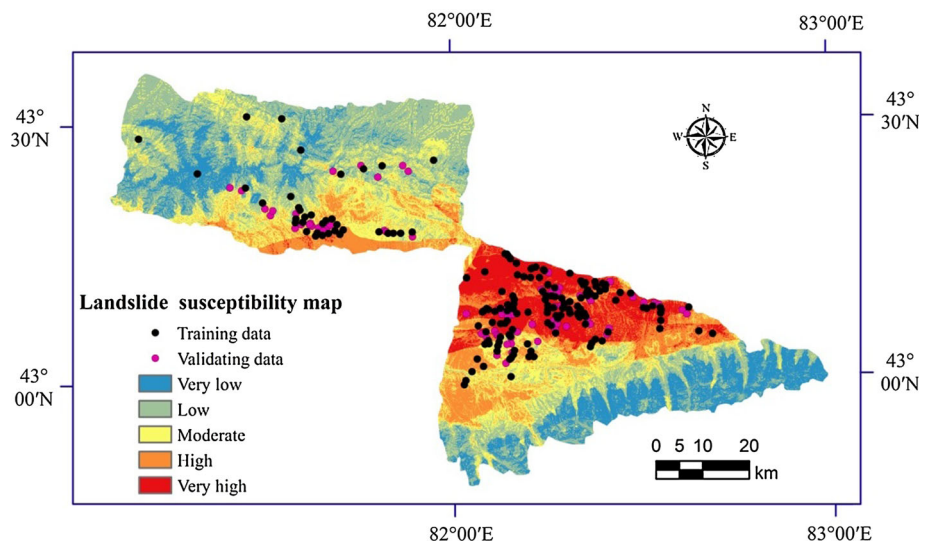 82°00′E
83°00′E
43°
30′N
43°
30′N
N
W E
S
Landslide susceptibility map
Training data
Validating data
Very low
Low
Moderate
High
Very high
43°
00′N
43°
00′N
0 5 10 20
km
82°00′E
83°00′E